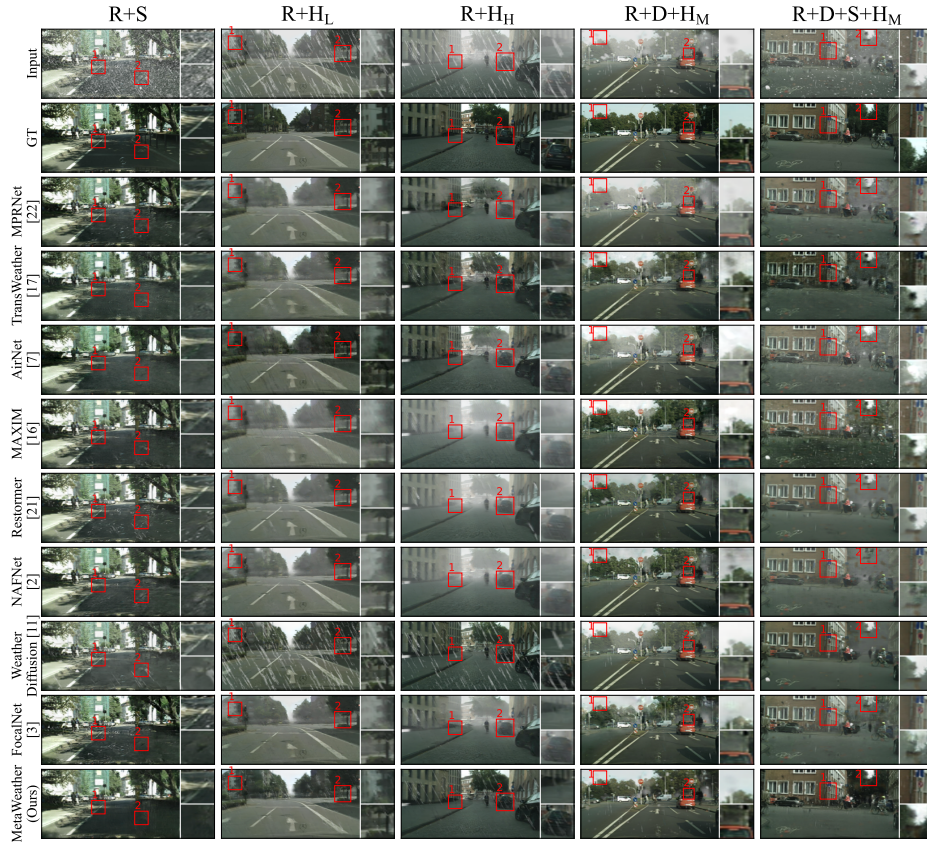 R+S R+H_L R+H_H R+D+H_M R+D+S+H_M
Input
GT
MPRNet
[22]
TransWeather
[17]
AirNet
[7]
MAXIM
[16]
Restormer
[21]
NAFNet
[2]
Weather
Diffusion [11]
FocalNet
[3]
MetaWeather
(Ours)